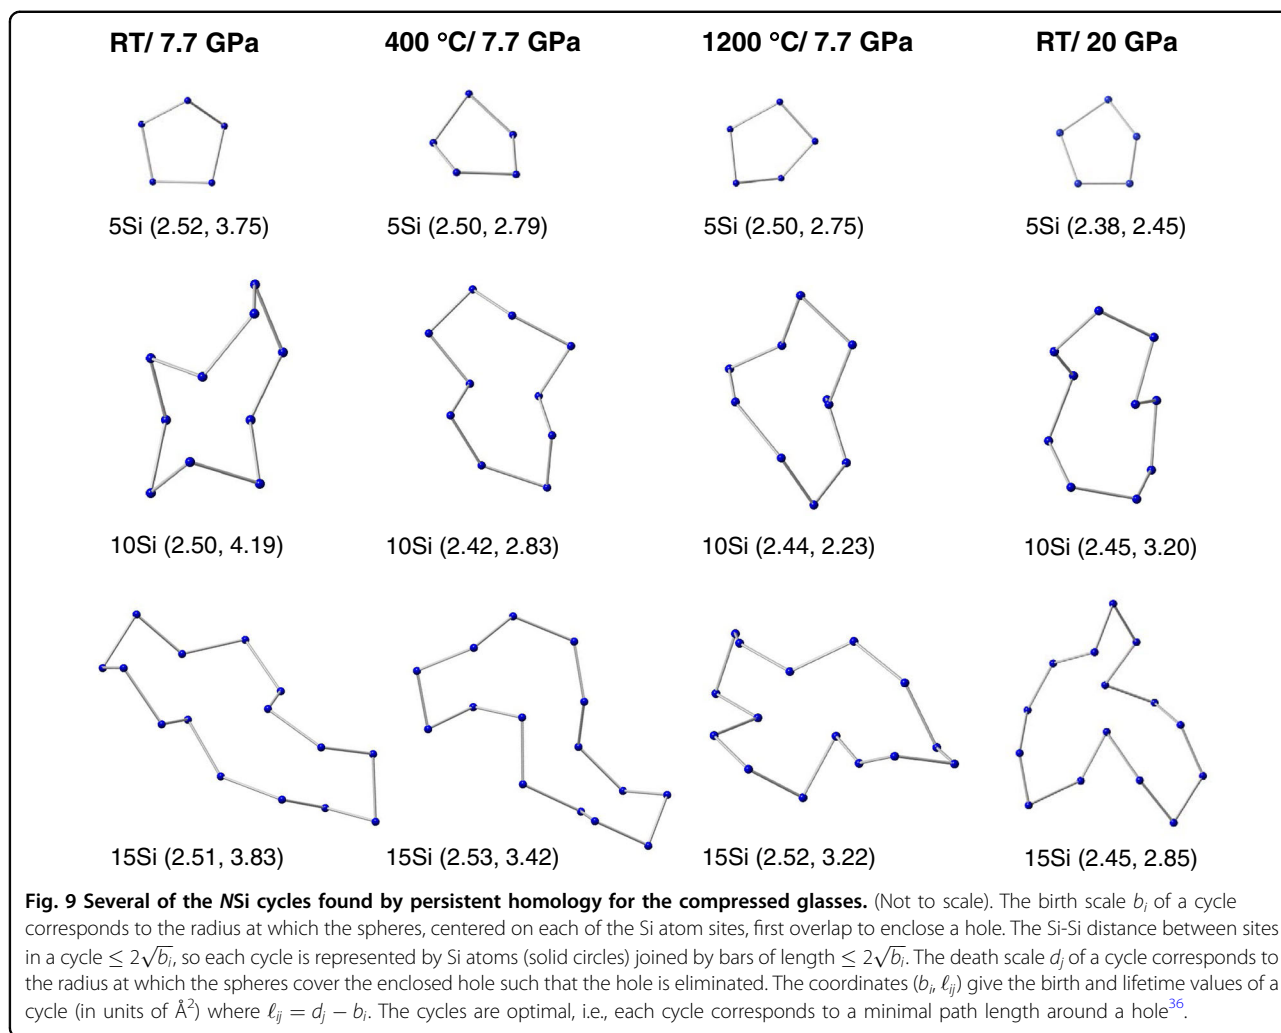 RT/ 7.7 GPa 400 °C/ 7.7 GPa 1200 °C/ 7.7 GPa RT/ 20 GPa
5Si (2.52, 3.75) 5Si (2.50, 2.79) 5Si (2.50, 2.75) 5Si (2.38, 2.45)
10Si (2.50, 4.19) 10Si (2.42, 2.83) 10Si (2.44, 2.23) 10Si (2.45, 3.20)
15Si (2.51, 3.83) 15Si (2.53, 3.42) 15Si (2.52, 3.22) 15Si (2.45, 2.85)
Fig. 9 Several of the NSi cycles found by persistent homology for the compressed glasses. (Not to scale). The birth scale bᵢ of a cycle
corresponds to the radius at which the spheres, centered on each of the Si atom sites, first overlap to enclose a hole. The Si-Si distance between sites
in a cycle ≤ 2√bᵢ, so each cycle is represented by Si atoms (solid circles) joined by bars of length ≤ 2√bᵢ. The death scale dⱼ of a cycle corresponds to
the radius at which the spheres cover the enclosed hole such that the hole is eliminated. The coordinates (bᵢ, ℓᵢⱼ) give the birth and lifetime values of a
cycle (in units of Å²) where ℓᵢⱼ = dⱼ − bᵢ. The cycles are optimal, i.e., each cycle corresponds to a minimal path length around a hole³⁶.